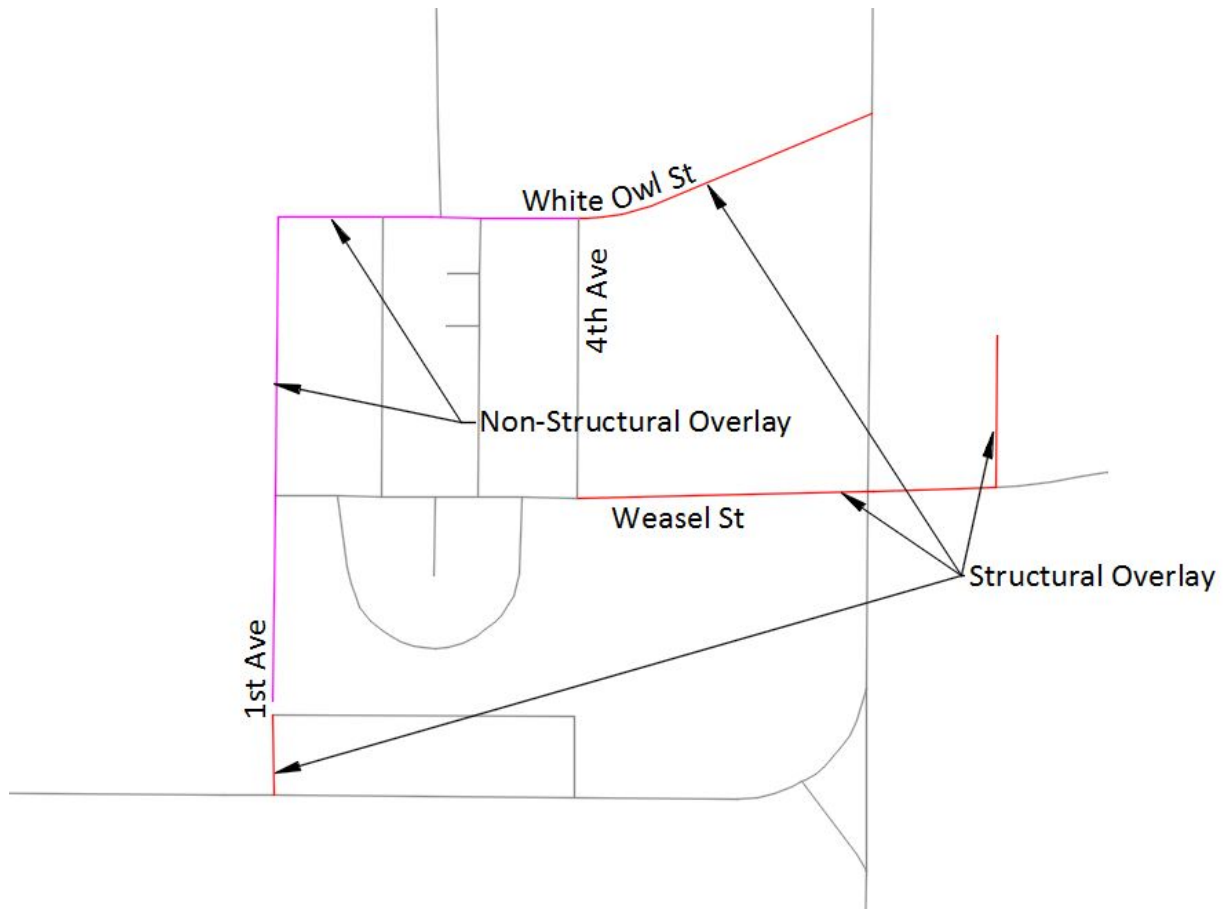 White Owl St
4th Ave
Non-Structural Overlay
Weasel St
Structural Overlay
1st Ave